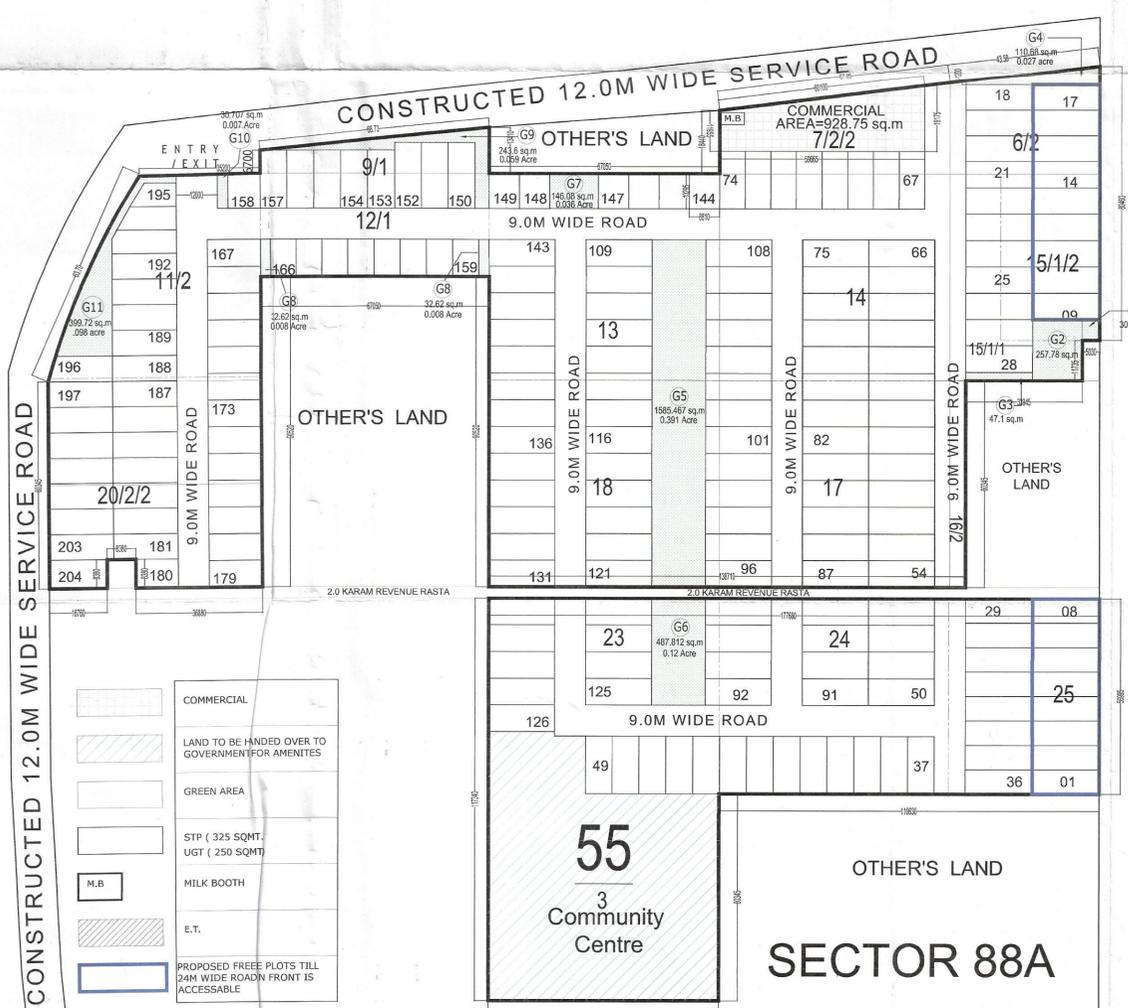 G4
110.68 sq.m
0.027 acre
CONSTRUCTED 12.0M WIDE SERVICE ROAD
18
17
COMMERCIAL
AREA=928.75 sq.m
7/2/2
M.B
0.007 Acre
G10
ENTRY
/EXIT
G9
243.6 sq.m
0.059 Acre
OTHER'S LAND
6/2
9/1
21
14
195
158
157
154
153
152
150
149
148
G7
146.08 sq.m
0.036 Acre
147
144
74
67
12/1
9.0M WIDE ROAD
167
143
109
108
75
66
192
11/2
166
159
15/1/2
25
14
G11
399.72 sq.m
.098 acre
G8
32.62 sq.m
0.008 Acre
G8
32.62 sq.m
0.008 Acre
67050
09
189
13
G2
257.78 sq.m
15/1/1
28
196
188
197
187
173
OTHER'S LAND
9.0M WIDE ROAD
G5
1585.467 sq.m
0.391 Acre
9.0M WIDE ROAD
9.0M WIDE ROAD
G3
47.1 sq.m
136
116
101
82
9.0M WIDE ROAD
OTHER'S
LAND
20/2/2
18
17
16/2
203
181
204
180
179
131
121
96
87
54
2.0 KARAM REVENUE RASTA
2.0 KARAM REVENUE RASTA
CONSTRUCTED 12.0M WIDE SERVICE ROAD
29
08
23
G6
487.812 sq.m
0.12 Acre
24
125
92
91
50
25
126
9.0M WIDE ROAD
49
37
36
01
55
3
Community
Centre
OTHER'S LAND
SECTOR 88A
COMMERCIAL
LAND TO BE HANDED OVER TO
GOVERNMENTFOR AMENITES
GREEN AREA
STP ( 325 SQMT.
UGT ( 250 SQMT)
M.B
MILK BOOTH
E.T.
PROPOSED FREEE PLOTS TILL
24M WIDE ROADN FRONT IS
ACCESSABLE